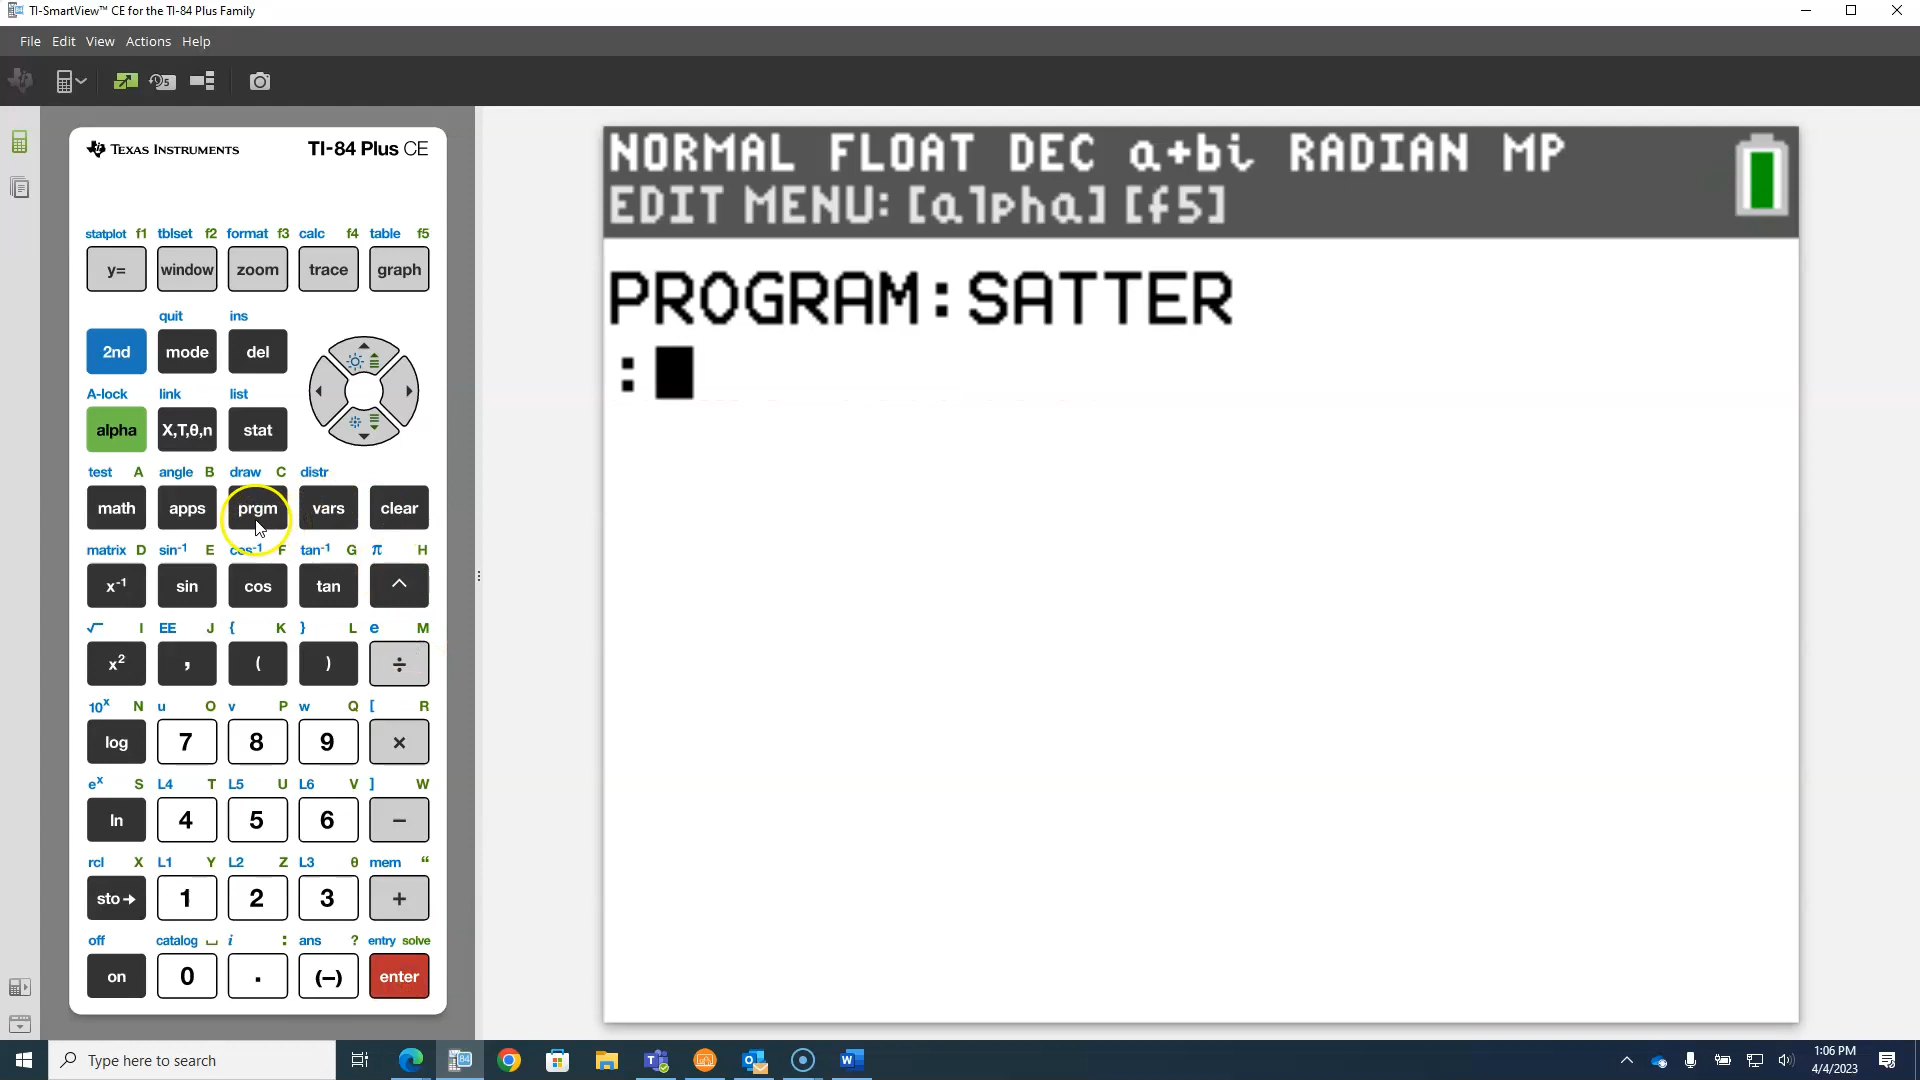 TI-SmartView™ CE for the TI-84 Plus Family
File Edit View Actions Help
TEXAS INSTRUMENTS TI-84 Plus CE
statplot f1 tblset f2 format f3 calc f4 table f5
y= window zoom trace graph
quit ins
2nd mode del
A-lock link list
alpha X,T,θ,n stat
test A angle B draw C distr
math apps prgm vars clear
matrix D sin⁻¹ E cos⁻¹ F tan⁻¹ G π H
x⁻¹ sin cos tan ^
√ I EE J { K } L e M
x² , ( ) ÷
10ˣ N u O v P w Q [ R
log 7 8 9 ×
eˣ S L4 T L5 U L6 V ] W
ln 4 5 6 −
rcl X L1 Y L2 Z L3 θ mem “
sto→ 1 2 3 +
off catalog ⎵ i : ans ? entry solve
on 0 . (−) enter
NORMAL FLOAT DEC a+bi RADIAN MP
EDIT MENU: [alpha] [f5]
PROGRAM:SATTER
:
Type here to search
1:06 PM
4/4/2023